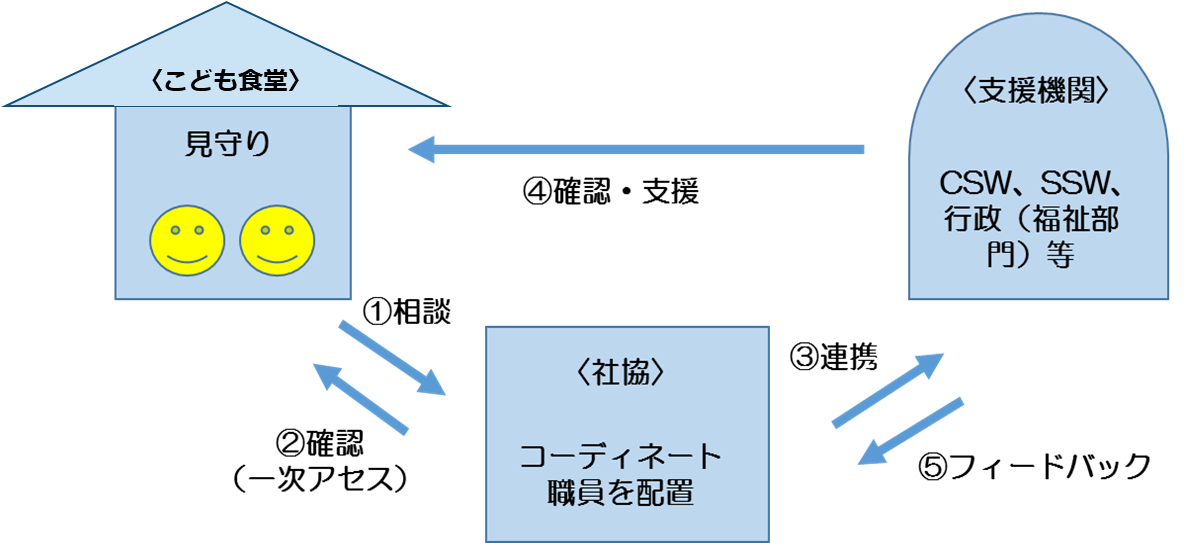 〈こども食堂〉
見守り
〈支援機関〉
CSW、SSW、
行政（福祉部
門）等
④確認・支援
①相談
②確認
（一次アセス）
〈社協〉
コーディネート
職員を配置
③連携
⑤フィードバック